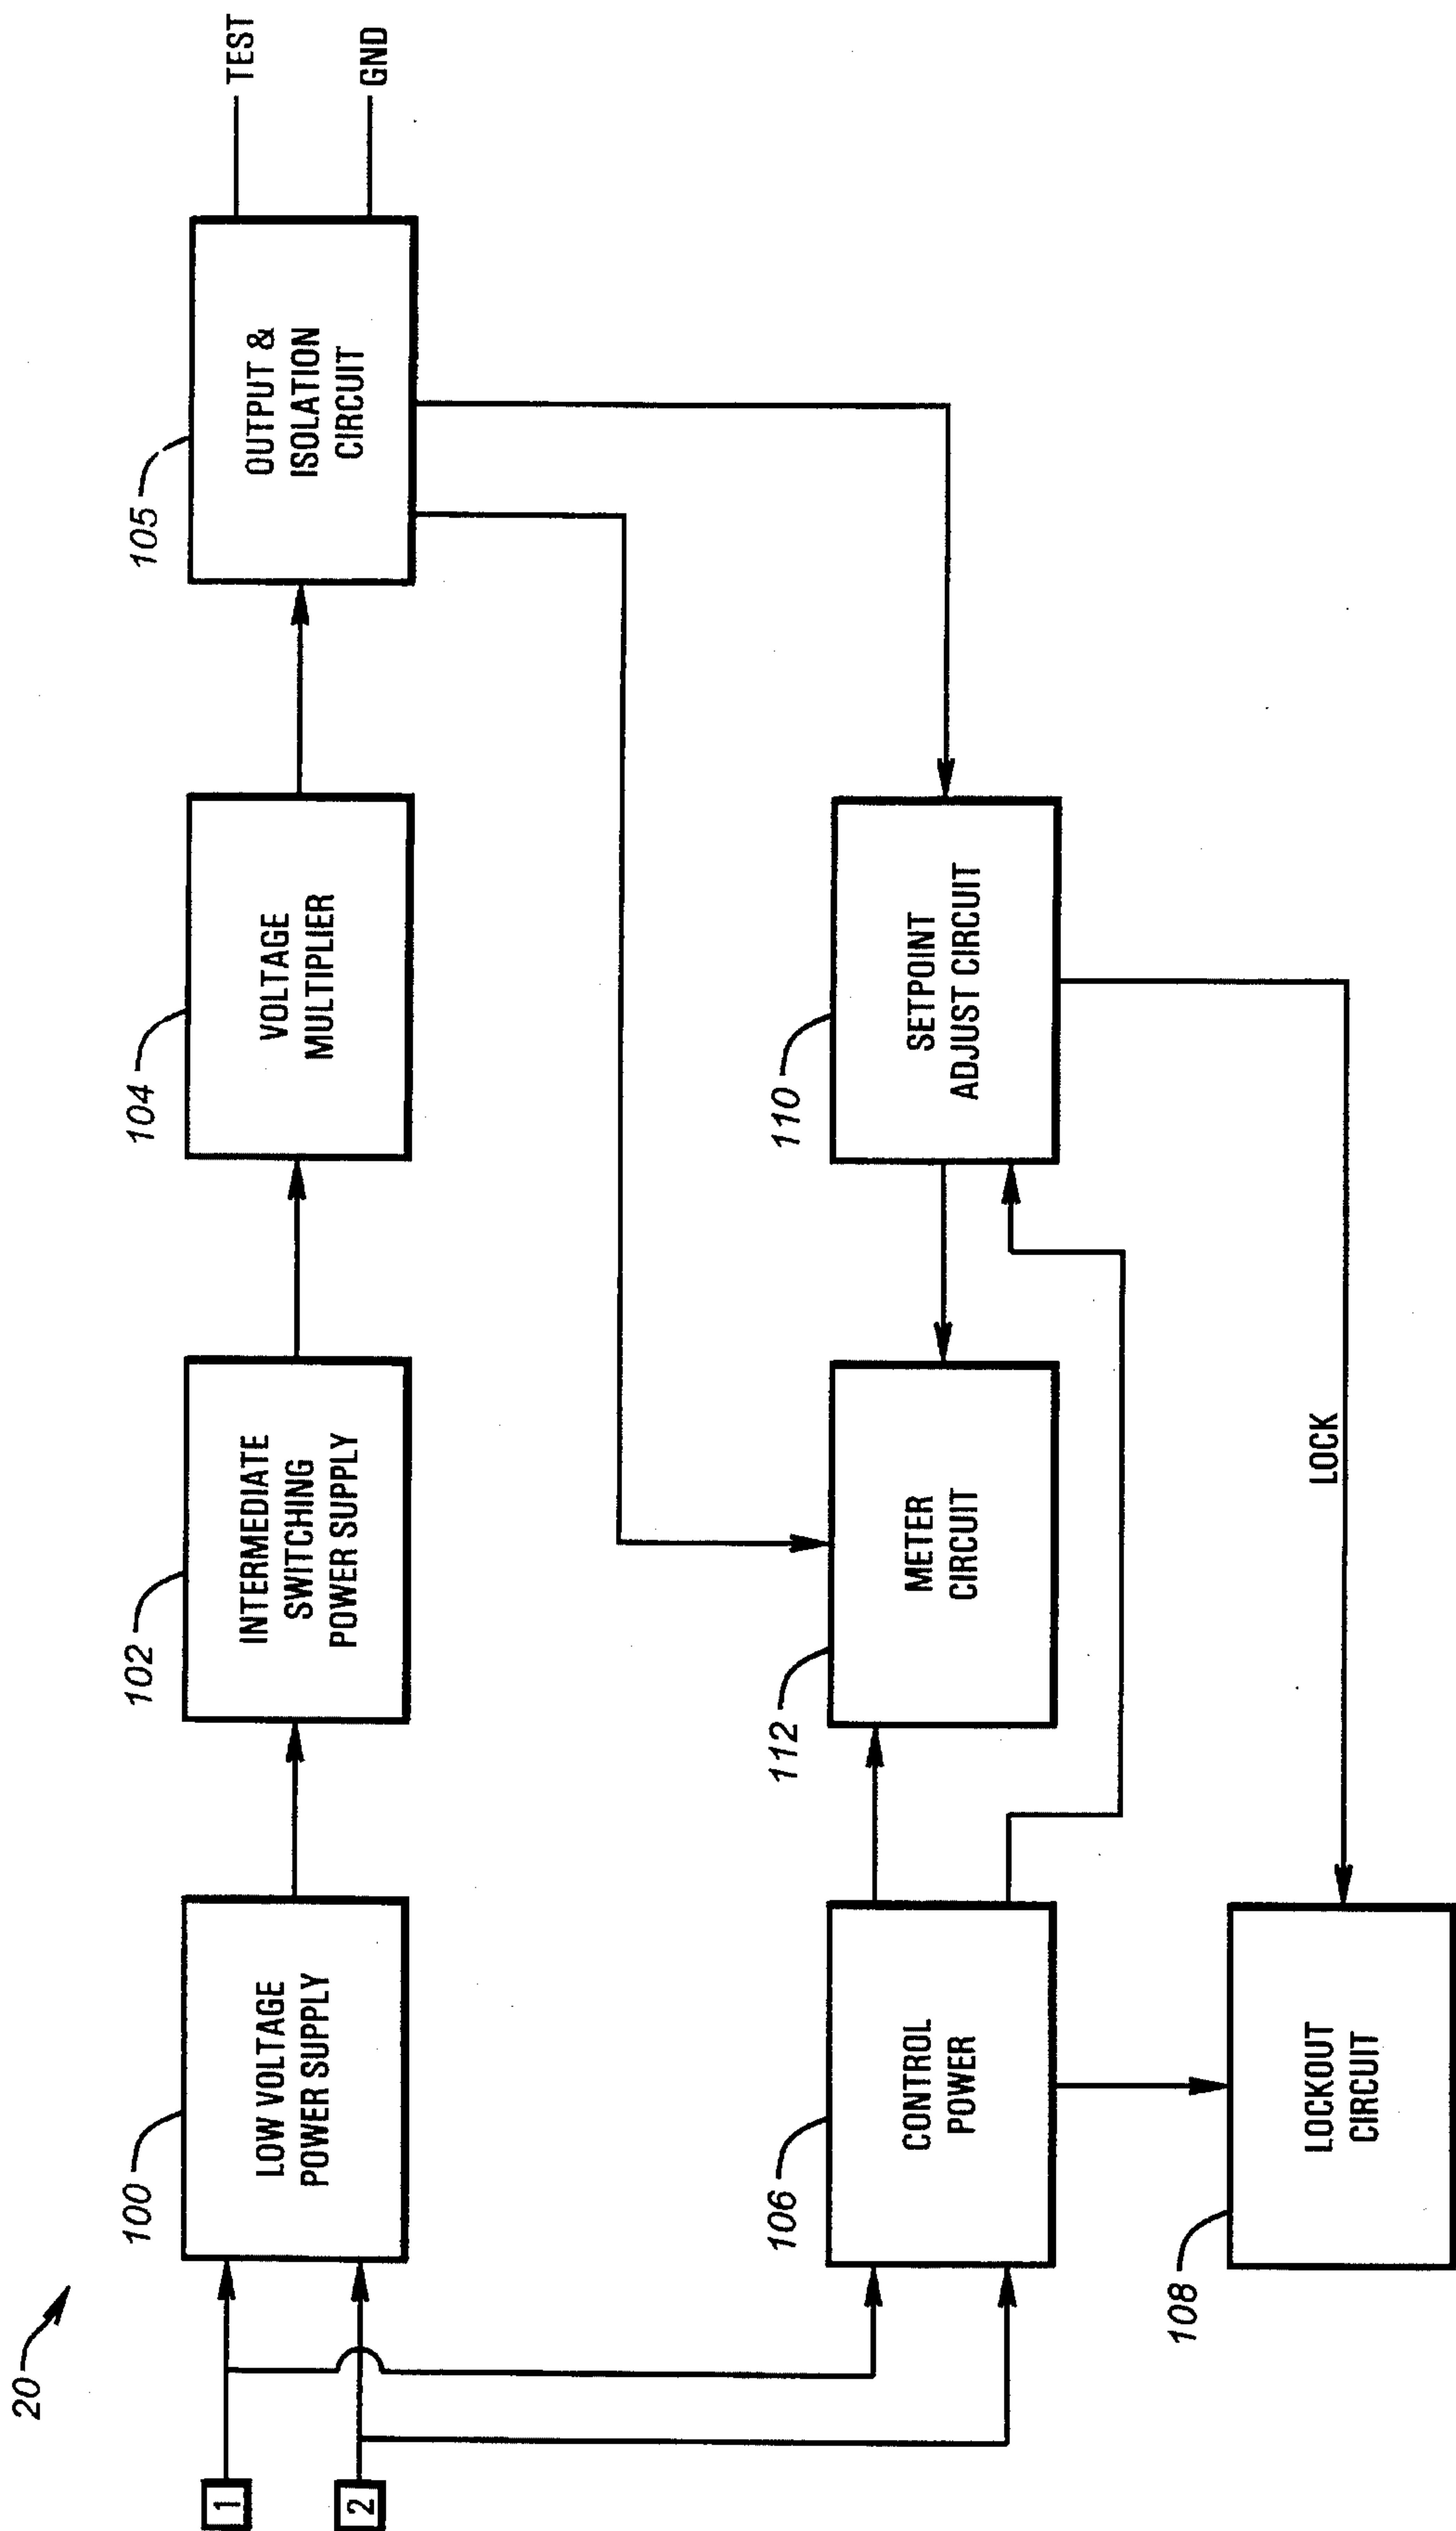 20
1
2
100
LOW VOLTAGE
POWER SUPPLY
102
INTERMEDIATE
SWITCHING
POWER SUPPLY
104
VOLTAGE
MULTIPLIER
105
OUTPUT &
ISOLATION
CIRCUIT
TEST
GND
106
CONTROL
POWER
112
METER
CIRCUIT
110
SETPOINT
ADJUST CIRCUIT
108
LOCKOUT
CIRCUIT
LOCK